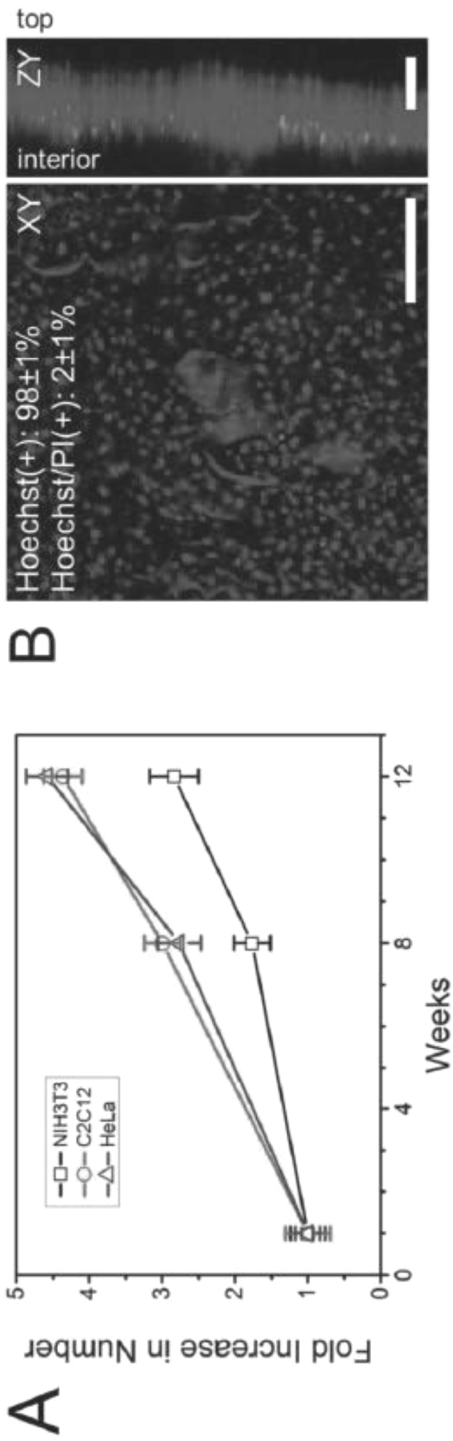 A
Fold Increase in Number
5
4
3
2
1
0
NIH3T3
C2C12
HeLa
0
4
8
12
Weeks
B
Hoechst(+): 98±1%
Hoechst/PI(+): 2±1%
XY
interior
ZY
top